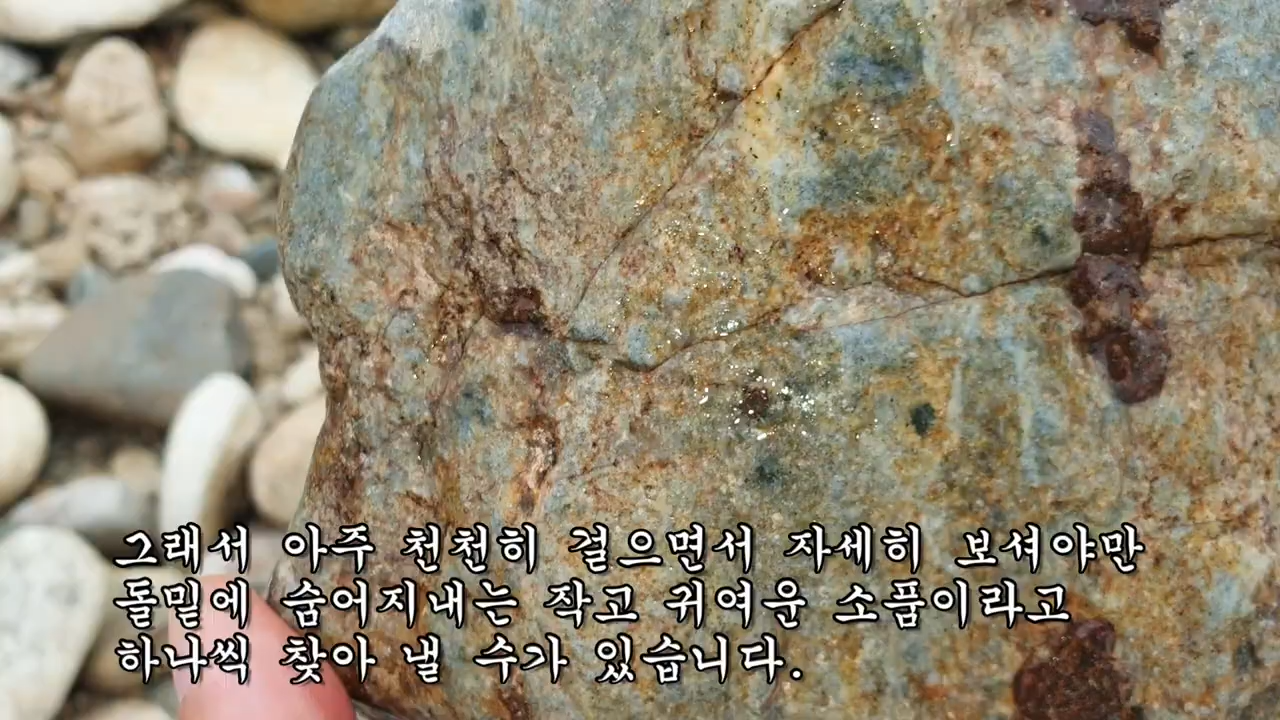 그래서 아주 천천히 걸으면서 자세히 보셔야만
돌밑에 숨어지내는 작고 귀여운 소품이라고
하나씩 찾아 낼 수가 있습니다.